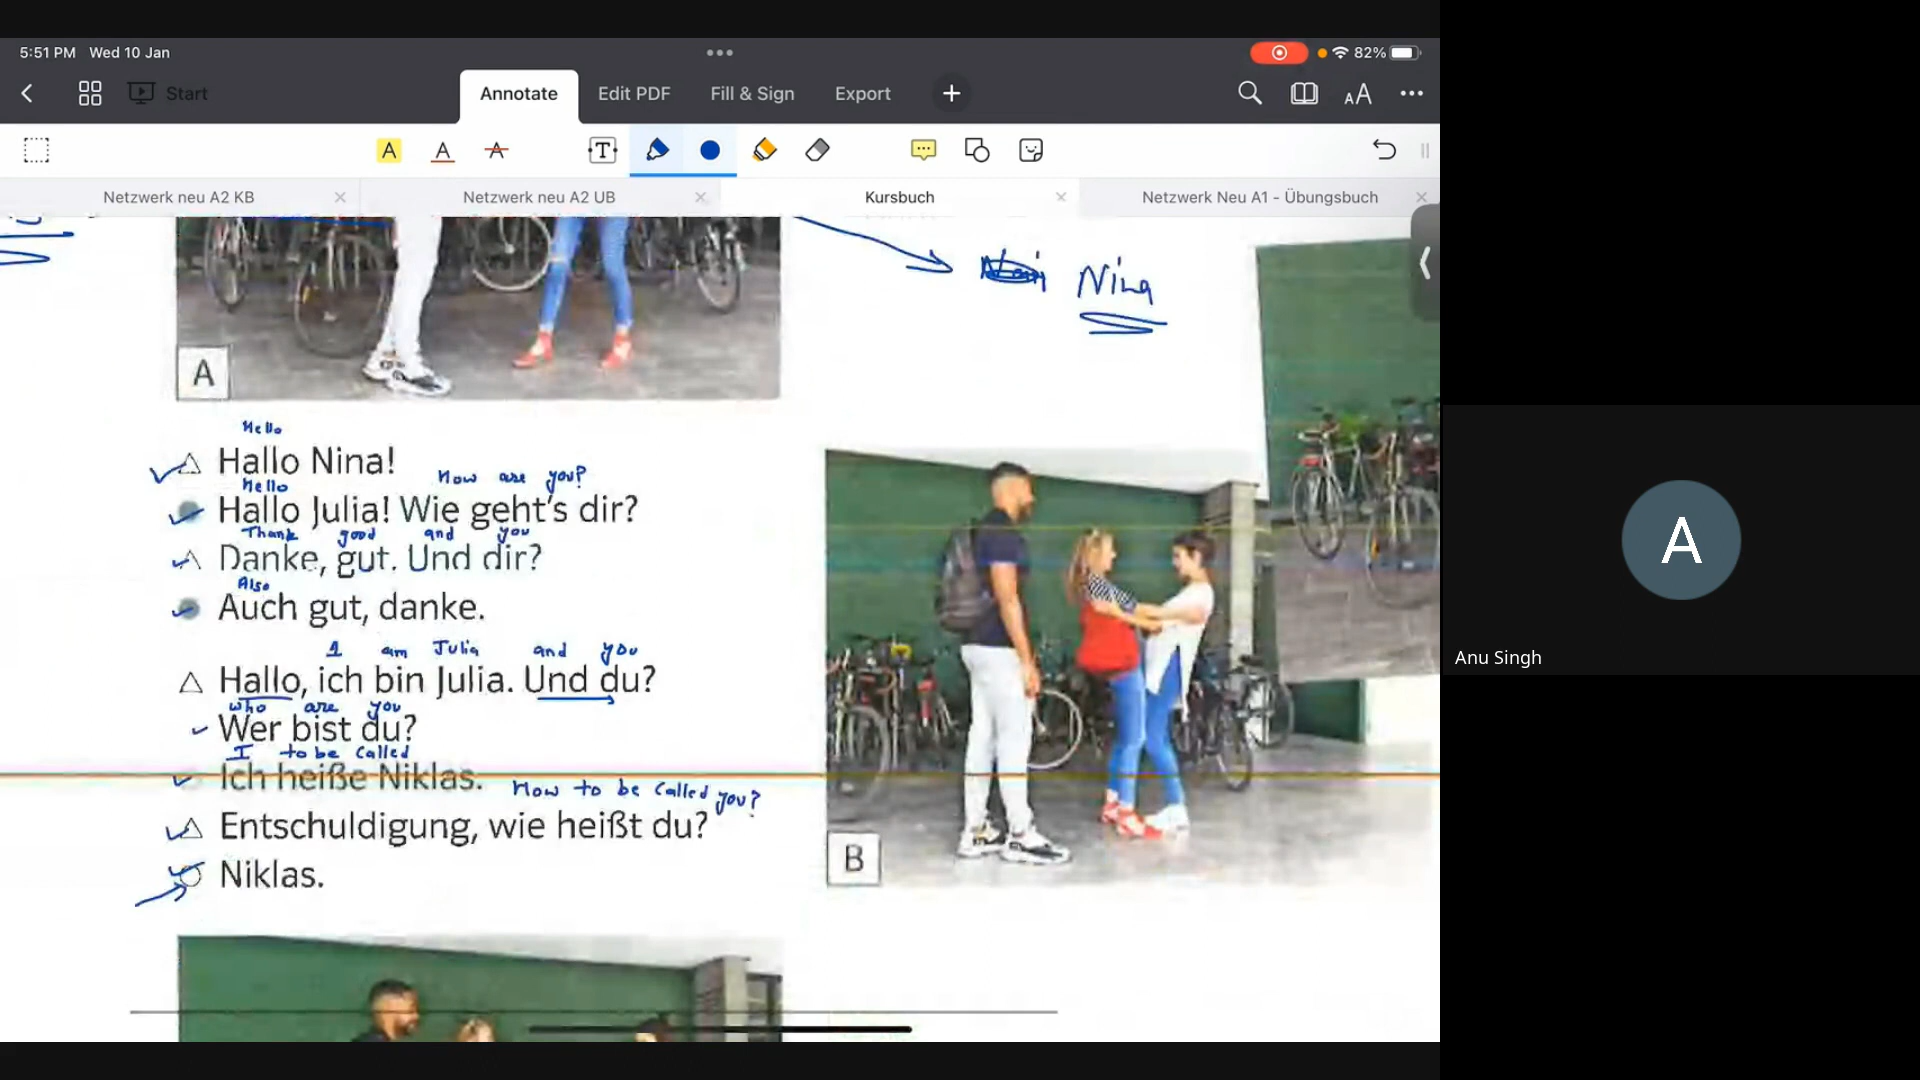 5:51 PM Wed 10 Jan
82%
Start
Annotate
Edit PDF
Fill & Sign
Export
AA
A A A T
Netzwerk neu A2 KB
Netzwerk neu A2 UB
Kursbuch
Netzwerk Neu A1 - Übungsbuch
Nina
A
Hello
Hallo Nina!
Hello How are you?
Hallo Julia! Wie geht's dir?
Thank good and you
Danke, gut. Und dir?
Also
Auch gut, danke.
I am Julia and you
Hallo, ich bin Julia. Und du?
who are you
Wer bist du?
I to be called
Ich heiße Niklas.
How to be called you?
Entschuldigung, wie heißt du?
Niklas.
B
A
Anu Singh